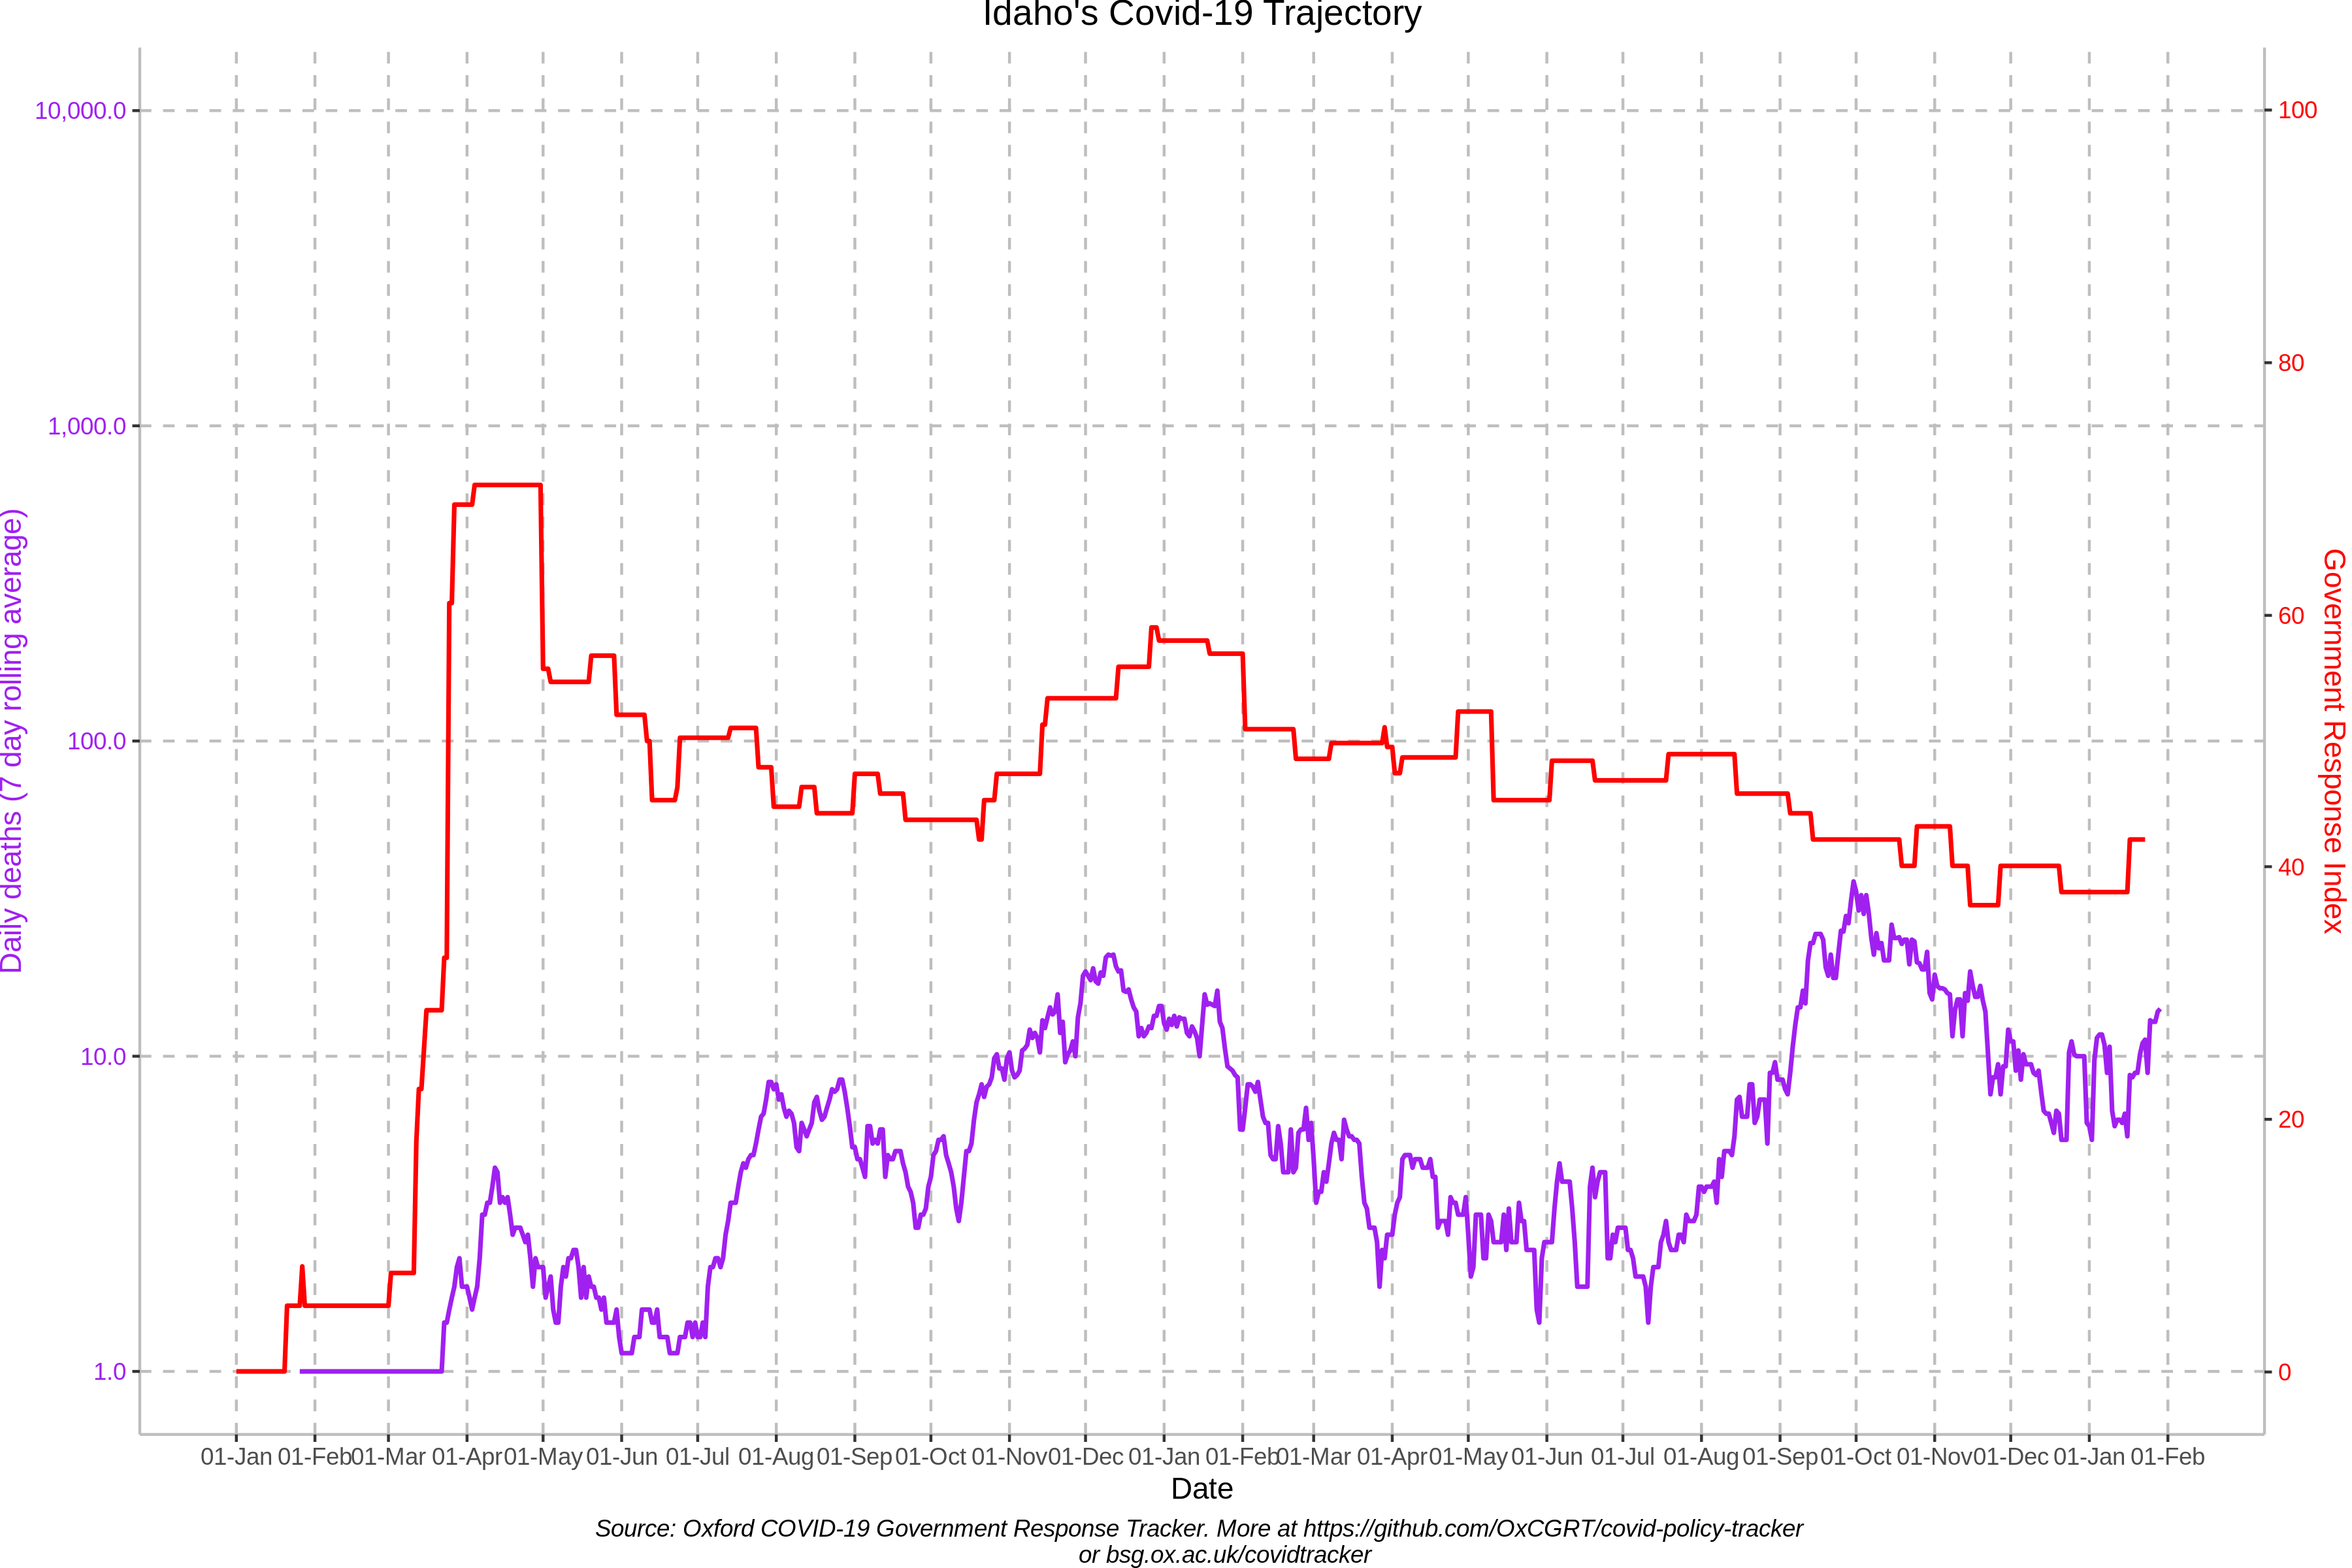 Idaho's Covid-19 Trajectory
10,000.0
1,000.0
100.0
10.0
1.0
Daily deaths (7 day rolling average)
100
80
60
40
20
0
Government Response Index
01-Jan 01-Feb 01-Mar 01-Apr 01-May 01-Jun 01-Jul 01-Aug 01-Sep 01-Oct 01-Nov 01-Dec 01-Jan 01-Feb 01-Mar 01-Apr 01-May 01-Jun 01-Jul 01-Aug 01-Sep 01-Oct 01-Nov 01-Dec 01-Jan 01-Feb
Date
Source: Oxford COVID-19 Government Response Tracker. More at https://github.com/OxCGRT/covid-policy-tracker
or bsg.ox.ac.uk/covidtracker